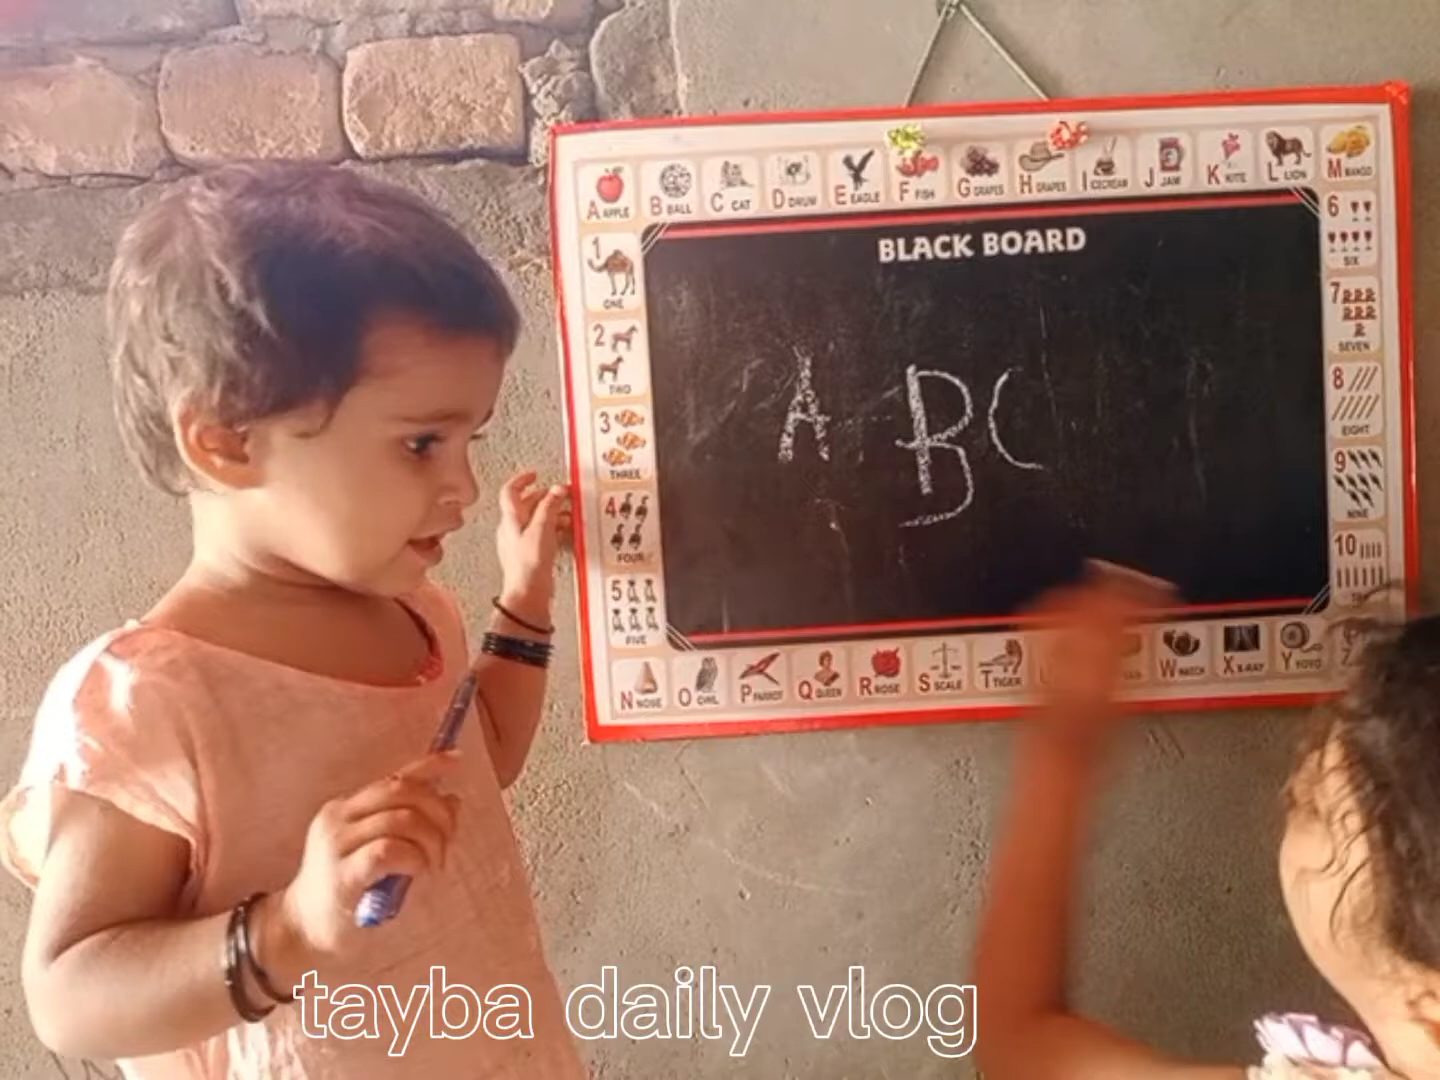 A APPLE B BALL C CAT D DRUM E EAGLE F FISH G GRAPES H GRAPES I ICECREAM J JAM K KITE L LION M MANGO
BLACK BOARD
1 ONE
2 TWO
3 THREE
4 FOUR
5 FIVE
A B C
6 SIX
7 SEVEN
8 EIGHT
9 NINE
10
N NOSE O OWL P PARROT Q QUEEN R ROSE S SCALE T TIGER W WATCH X X-RAY Y YOYO Z
tayba daily vlog